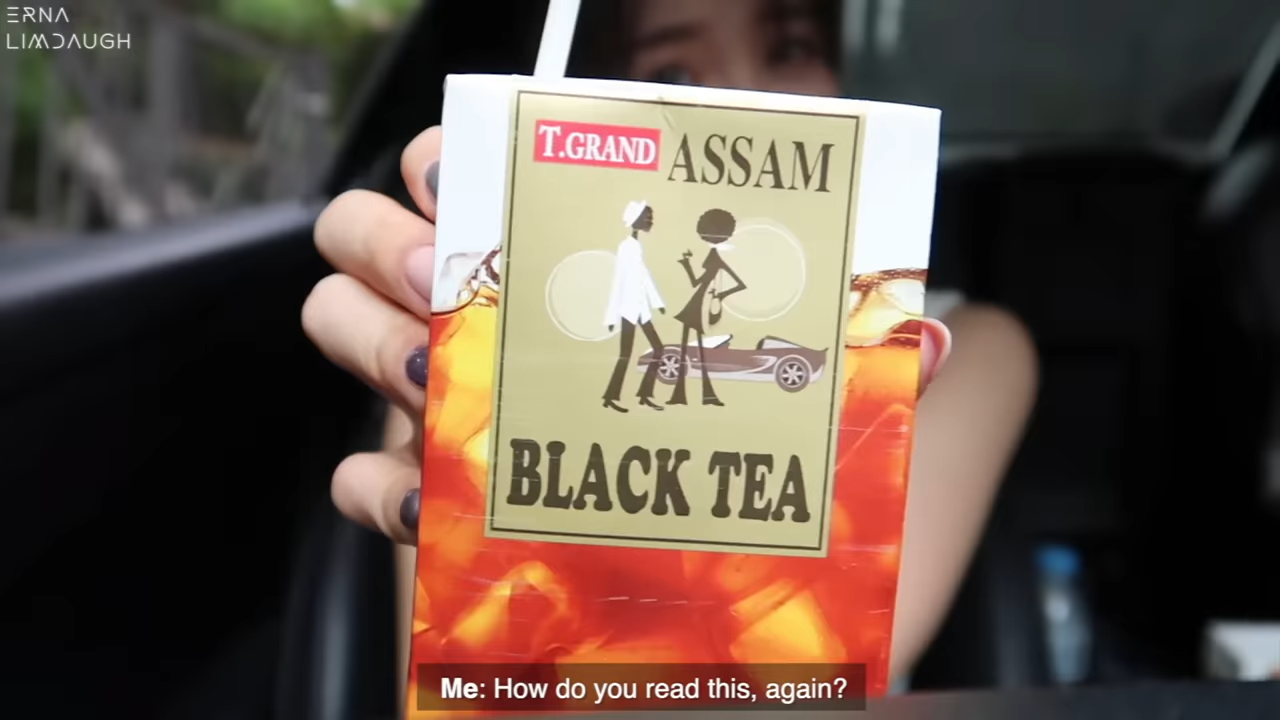 ERNA
LIMDAUGH
T.GRAND ASSAM
BLACK TEA
Me: How do you read this, again?